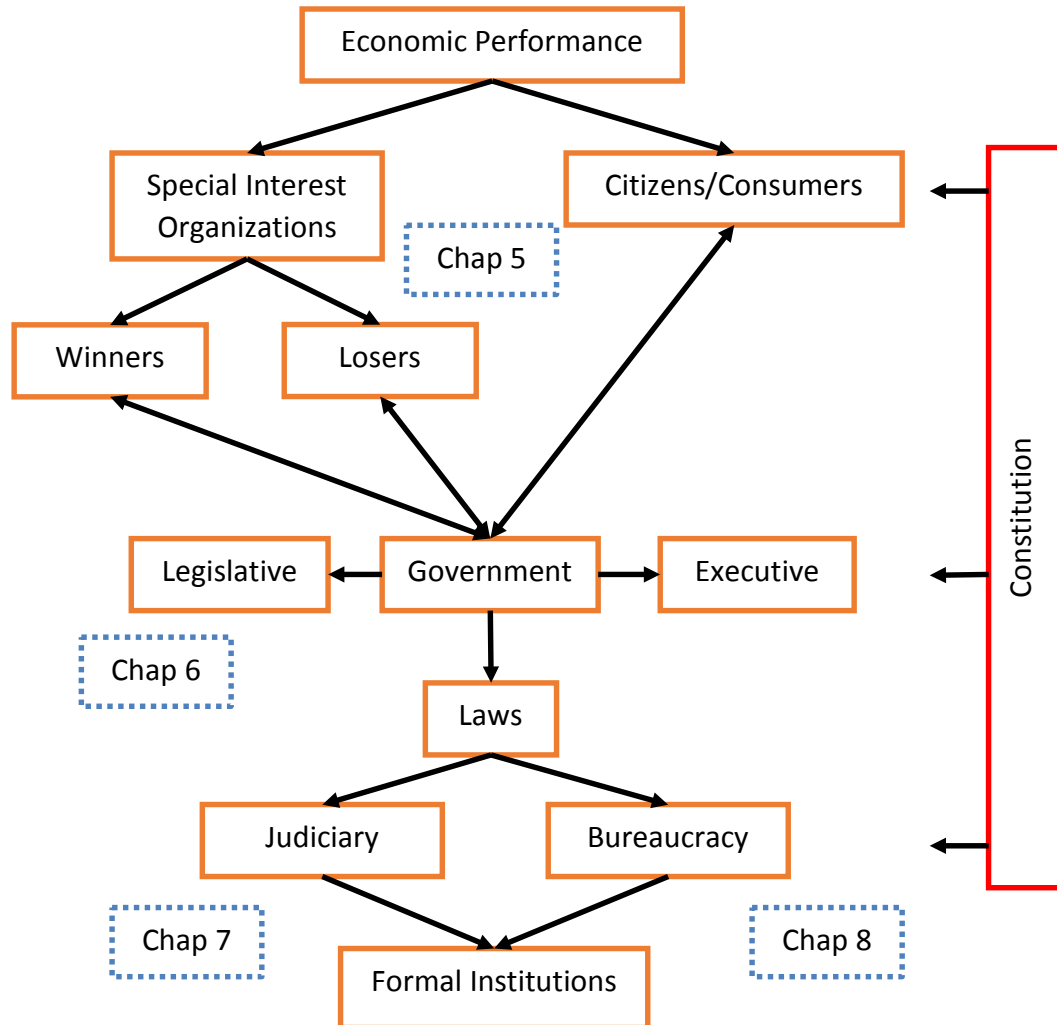 Economic Performance
Special Interest
Organizations
Citizens/Consumers
Chap 5
Winners
Losers
Constitution
Legislative
Government
Executive
Chap 6
Laws
Judiciary
Bureaucracy
Chap 7
Chap 8
Formal Institutions